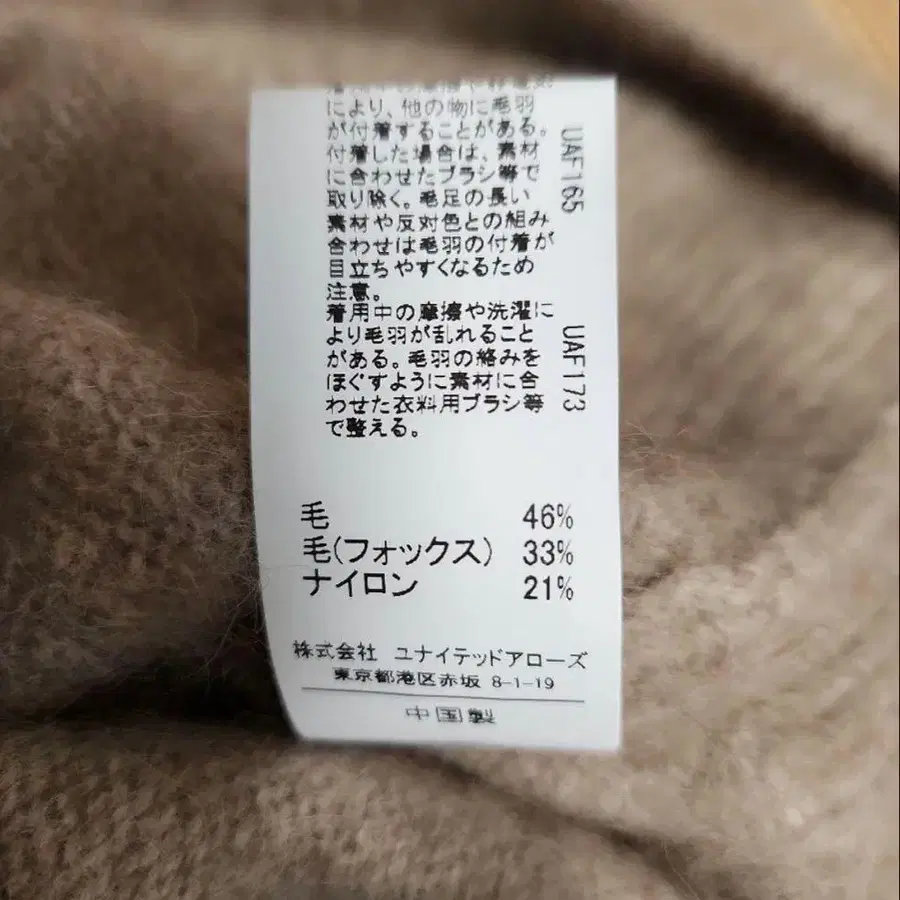 により、他の物に毛羽
が付着することがある。
付着した場合は、素材
に合わせたブラシ等で
取り除く。毛足の長い
素材や反対色との組み
合わせは毛羽の付着が
目立ちやすくなるため
注意。
着用中の摩擦や洗濯に
より毛羽が乱れること
がある。毛羽の絡みを
ほぐすように素材に合
わせた衣料用ブラシ等
で整える。
UAF165
UAF173
毛 46%
毛(フォックス) 33%
ナイロン 21%
株式会社 ユナイテッドアローズ
東京都港区赤坂 8-1-19
中国製